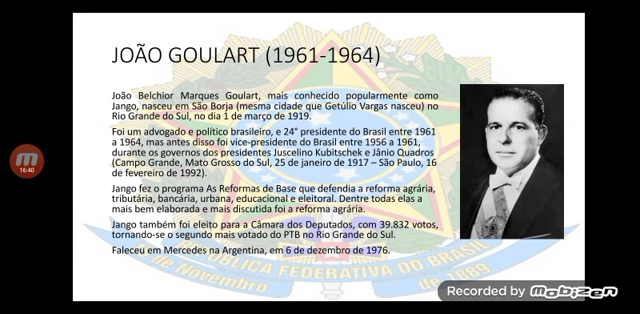 JOÃO GOULART (1961-1964)
João Belchior Marques Goulart, mais conhecido popularmente como
Jango, nasceu em São Borja (mesma cidade que Getúlio Vargas nasceu) no
Rio Grande do Sul, no dia 1 de março de 1919.
Foi um advogado e político brasileiro, e 24° presidente do Brasil entre 1961
a 1964, mas antes disso foi vice-presidente do Brasil entre 1956 a 1961,
durante os governos dos presidentes Juscelino Kubitschek e Jânio Quadros
(Campo Grande, Mato Grosso do Sul, 25 de janeiro de 1917 – São Paulo, 16
de fevereiro de 1992).
Jango fez o programa As Reformas de Base que defendia a reforma agrária,
tributária, bancária, urbana, educacional e eleitoral. Dentre todas elas a
mais bem elaborada e mais discutida foi a reforma agrária.
Jango também foi eleito para a Câmara dos Deputados, com 39.832 votos,
tornando-se o segundo mais votado do PTB no Rio Grande do Sul.
Faleceu em Mercedes na Argentina, em 6 de dezembro de 1976.
REPÚBLICA FEDERATIVA DO BRASIL
de Novembro de 1889
16:40
Recorded by Mobizen